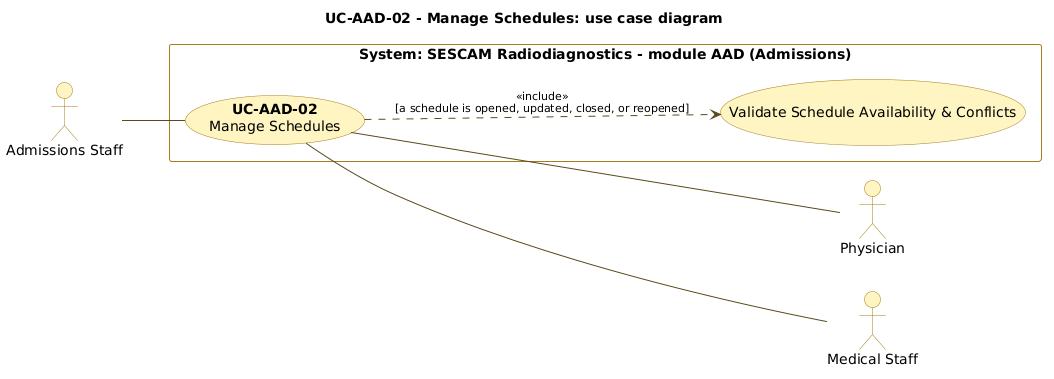 UC-AAD-02 - Manage Schedules: use case diagram
System: SESCAM Radiodiagnostics - module AAD (Admissions)
Admissions Staff
UC-AAD-02
Manage Schedules
«include»
[a schedule is opened, updated, closed, or reopened]
Validate Schedule Availability & Conflicts
Physician
Medical Staff